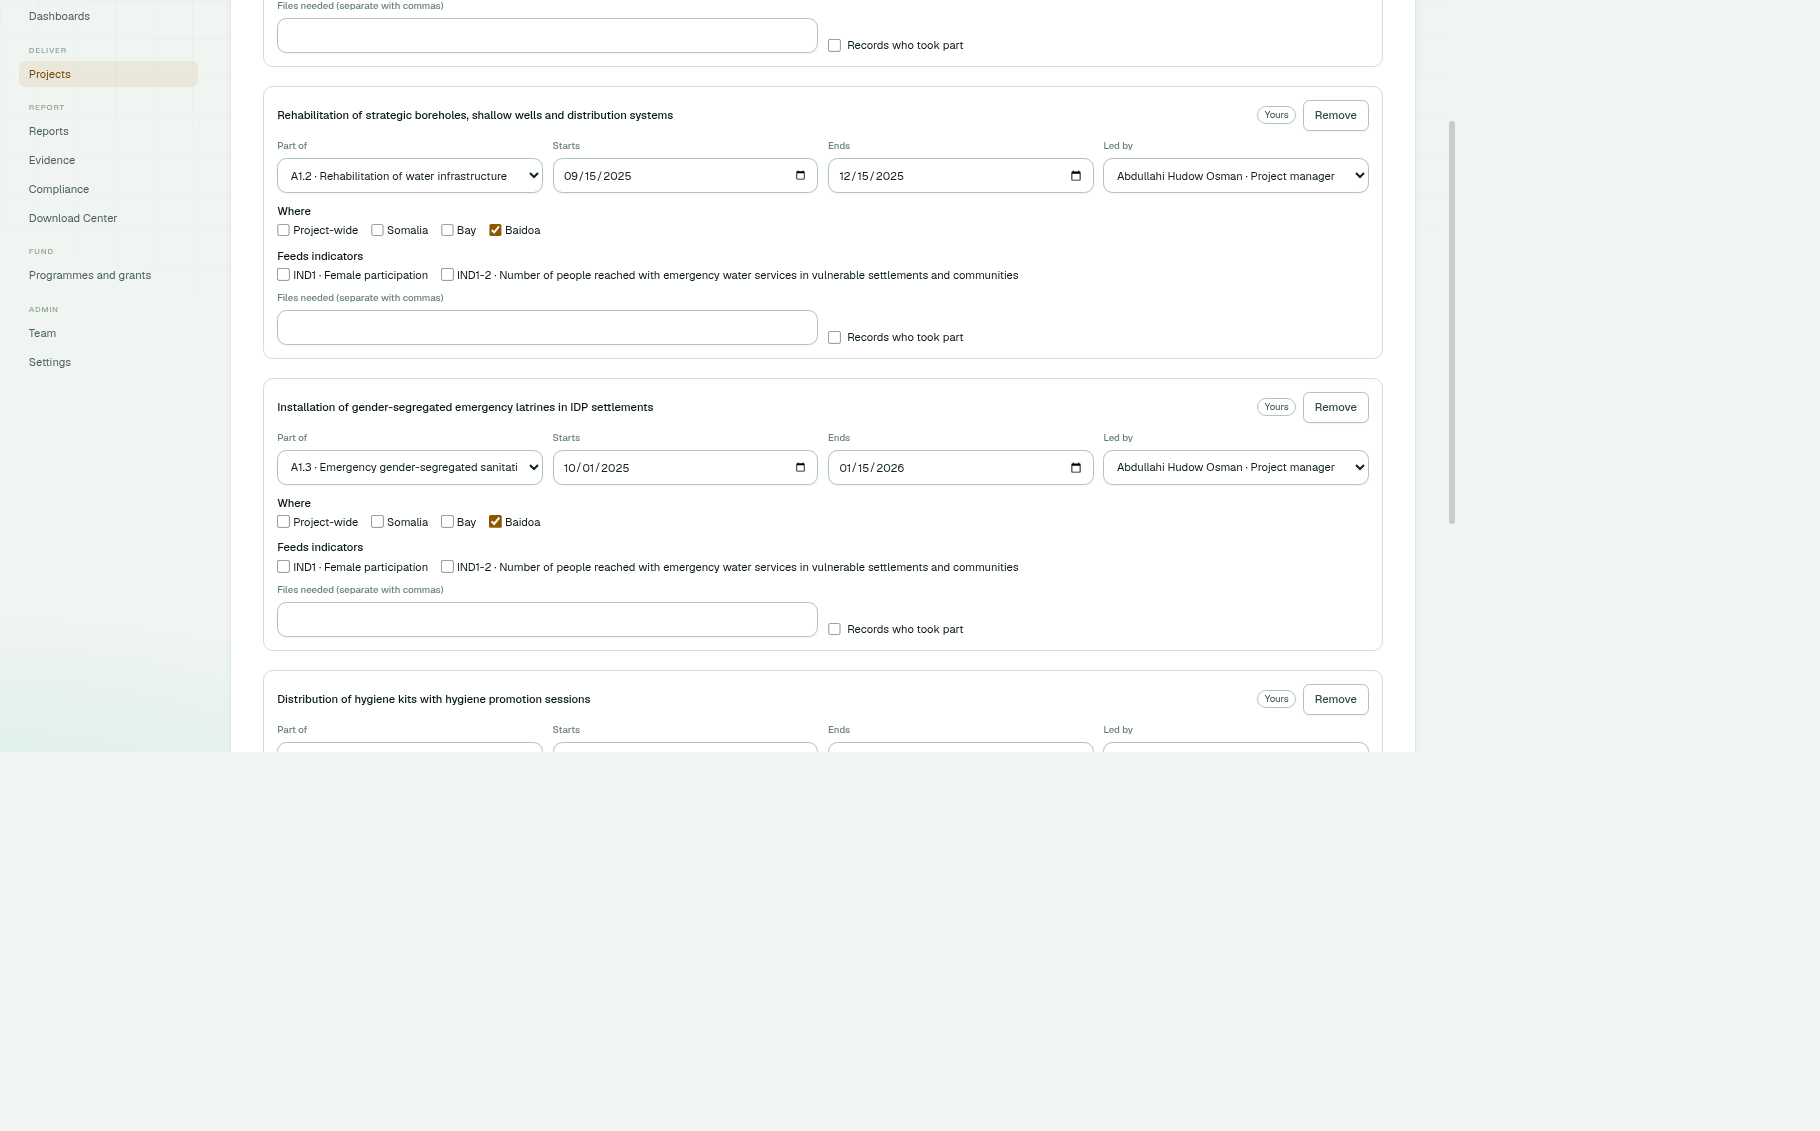 Dashboards
DELIVER
Projects
REPORT
Reports
Evidence
Compliance
Download Center
FUND
Programmes and grants
ADMIN
Team
Settings
Files needed (separate with commas)
Records who took part
Rehabilitation of strategic boreholes, shallow wells and distribution systems
Yours
Remove
Part of
Starts
Ends
Led by
A1.2 · Rehabilitation of water infrastructure
09/15/2025
12/15/2025
Abdullahi Hudow Osman · Project manager
Where
Project-wide
Somalia
Bay
Baidoa
Feeds indicators
IND1 · Female participation
IND1-2 · Number of people reached with emergency water services in vulnerable settlements and communities
Files needed (separate with commas)
Records who took part
Installation of gender-segregated emergency latrines in IDP settlements
Yours
Remove
Part of
Starts
Ends
Led by
A1.3 · Emergency gender-segregated sanitati
10/01/2025
01/15/2026
Abdullahi Hudow Osman · Project manager
Where
Project-wide
Somalia
Bay
Baidoa
Feeds indicators
IND1 · Female participation
IND1-2 · Number of people reached with emergency water services in vulnerable settlements and communities
Files needed (separate with commas)
Records who took part
Distribution of hygiene kits with hygiene promotion sessions
Yours
Remove
Part of
Starts
Ends
Led by